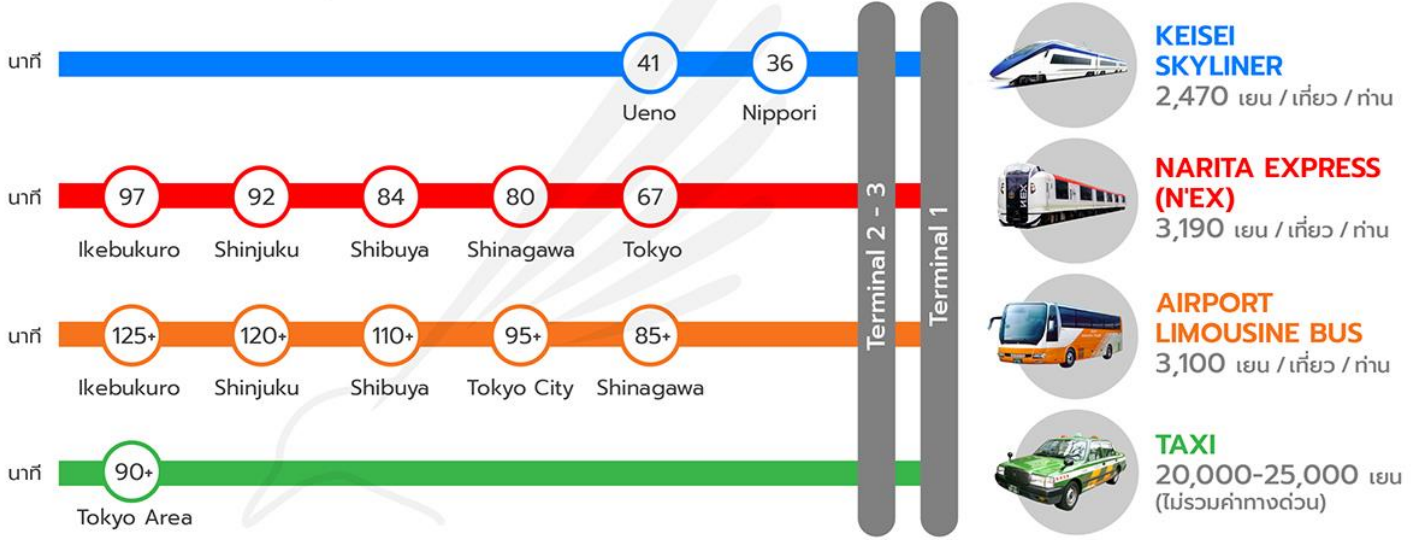 นาที
41
36
Ueno
Nippori
KEISEI
SKYLINER
2,470 เยน / เที่ยว / ท่าน
นาที
97
92
84
80
67
Ikebukuro
Shinjuku
Shibuya
Shinagawa
Tokyo
NARITA EXPRESS
(N'EX)
3,190 เยน / เที่ยว / ท่าน
นาที
125+
120+
110+
95+
85+
Ikebukuro
Shinjuku
Shibuya
Tokyo City
Shinagawa
AIRPORT
LIMOUSINE BUS
3,100 เยน / เที่ยว / ท่าน
นาที
90+
Tokyo Area
TAXI
20,000-25,000 เยน
(ไม่รวมค่าทางด่วน)
Terminal 2 - 3
Terminal 1
NEX